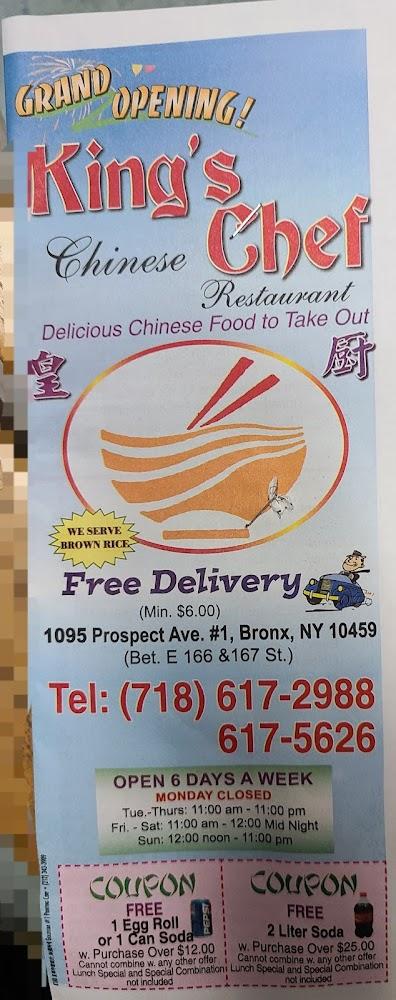 GRAND OPENING!
King's
Chef
Chinese
Restaurant
Delicious Chinese Food to Take Out
皇 廚
WE SERVE
BROWN RICE
Free Delivery
(Min. $6.00)
1095 Prospect Ave. #1, Bronx, NY 10459
(Bet. E 166 &167 St.)
Tel: (718) 617-2988
617-5626
OPEN 6 DAYS A WEEK
MONDAY CLOSED
Tue.-Thurs: 11:00 am - 11:00 pm
Fri. - Sat: 11:00 am - 12:00 Mid Night
Sun: 12:00 noon - 11:00 pm
COUPON
FREE
1 Egg Roll
or 1 Can Soda
PEPSI
w. Purchase Over $12.00
Cannot combine w. any other offer
Lunch Special and Special Combination
not included
COUPON
FREE
2 Liter Soda
w. Purchase Over $25.00
Cannot combine w. any other offer
Lunch Special and Special Combination
not included